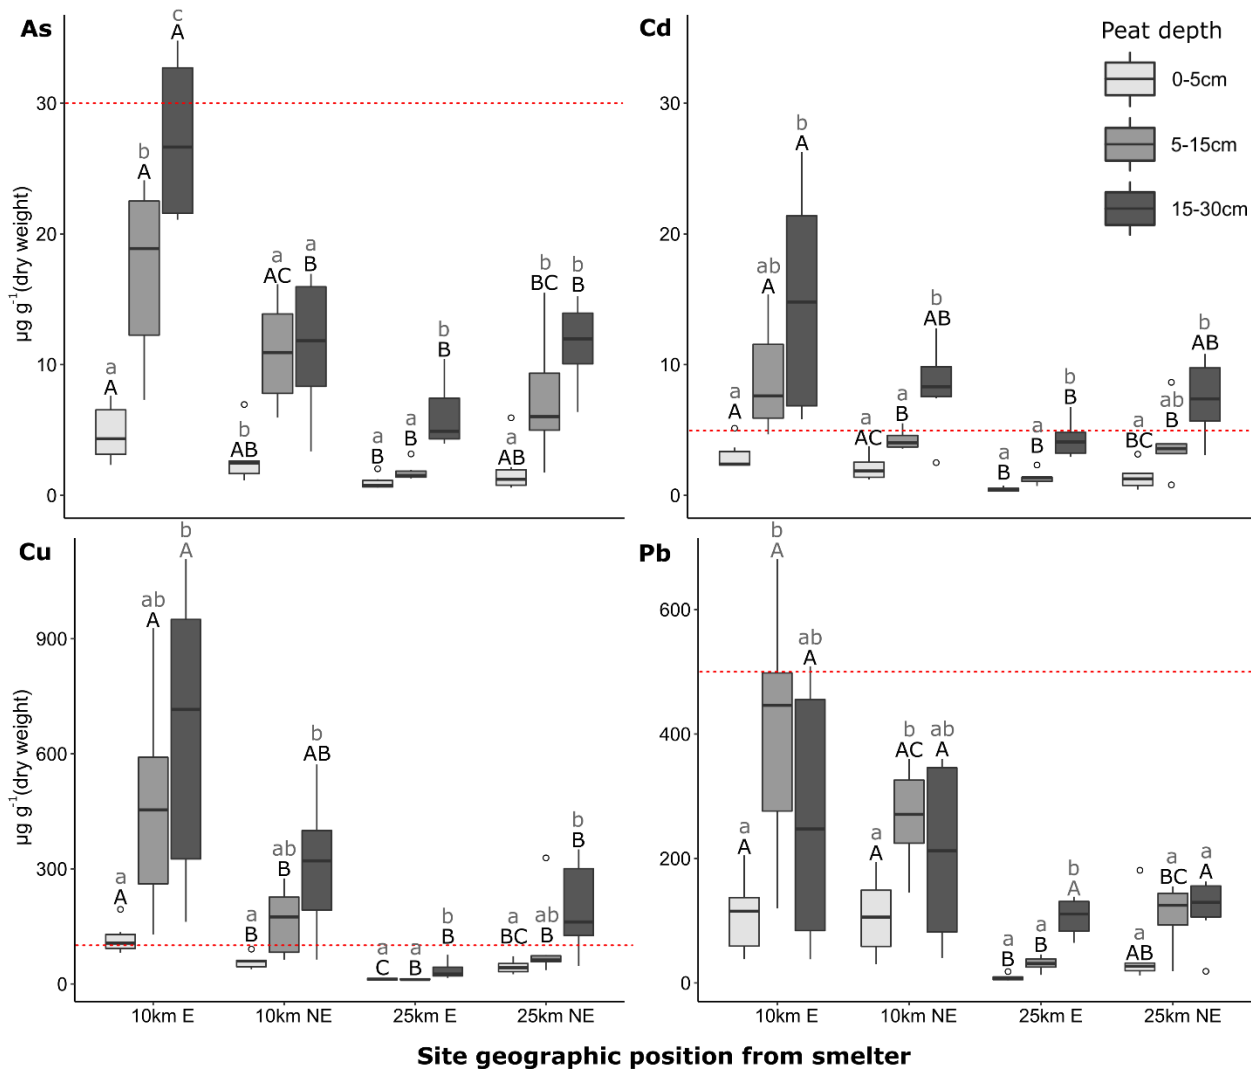 As
c
A
30
b
A
20
a
A
a
AC
a
B
b
BC
b
B
b
B
10
a
A
b
AB
a
B
a
B
a
AB
0
µg g⁻¹(dry weight)
Cd
Peat depth
0-5cm
5-15cm
15-30cm
30
b
A
20
ab
A
b
AB
b
AB
10
a
A
a
AC
a
B
a
B
a
B
b
B
a
BC
ab
B
0
Cu
b
A
ab
A
900
b
AB
600
a
A
a
B
ab
B
300
a
C
a
B
b
B
a
BC
ab
B
b
B
0
µg g⁻¹(dry weight)
10km E
10km NE
25km E
25km NE
Pb
b
A
600
ab
A
400
a
A
a
A
b
AC
ab
A
200
a
B
a
B
b
A
a
AB
a
BC
a
A
0
10km E
10km NE
25km E
25km NE
Site geographic position from smelter